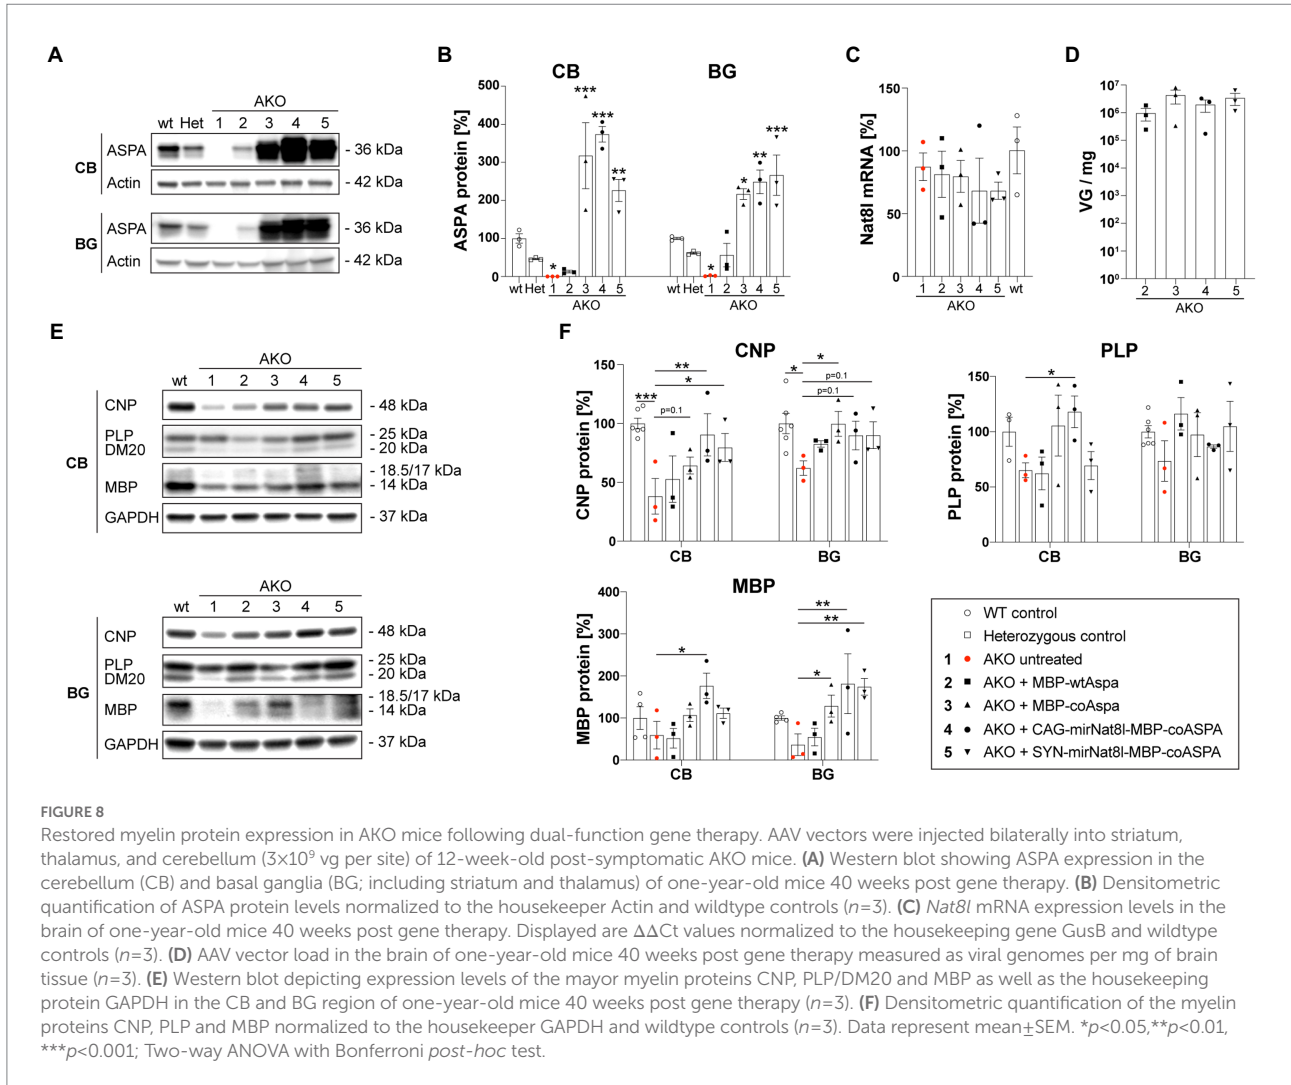 A
AKO
wt Het 1 2 3 4 5
CB
ASPA
- 36 kDa
Actin
- 42 kDa
BG
ASPA
- 36 kDa
Actin
- 42 kDa
B
CB
BG
ASPA protein [%]
500
400
300
200
100
0
* *** *** **
* * ** ***
wt Het 1 2 3 4 5
AKO
wt Het 1 2 3 4 5
AKO
C
Nat8l mRNA [%]
150
100
50
0
1 2 3 4 5 wt
AKO
D
VG / mg
10⁸
10⁷
10⁶
10⁵
10⁴
10³
10²
10¹
10⁰
2 3 4 5
AKO
E
AKO
wt 1 2 3 4 5
CB
CNP
- 48 kDa
PLP
- 25 kDa
DM20
- 20 kDa
- 18.5/17 kDa
MBP
- 14 kDa
GAPDH
- 37 kDa
AKO
wt 1 2 3 4 5
BG
CNP
- 48 kDa
PLP
- 25 kDa
DM20
- 20 kDa
- 18.5/17 kDa
MBP
- 14 kDa
GAPDH
- 37 kDa
F
CNP
CNP protein [%]
150
100
50
0
**
*
***
p=0.1
*
*
p=0.1
p=0.1
CB
BG
PLP
PLP protein [%]
150
100
50
0
*
CB
BG
MBP
MBP protein [%]
400
300
200
100
0
*
**
**
*
CB
BG
WT control
Heterozygous control
1 AKO untreated
2 AKO + MBP-wtAspa
3 AKO + MBP-coAspa
4 AKO + CAG-mirNat8l-MBP-coASPA
5 AKO + SYN-mirNat8l-MBP-coASPA
FIGURE 8
Restored myelin protein expression in AKO mice following dual-function gene therapy. AAV vectors were injected bilaterally into striatum,
thalamus, and cerebellum (3×10⁹ vg per site) of 12-week-old post-symptomatic AKO mice. (A) Western blot showing ASPA expression in the
cerebellum (CB) and basal ganglia (BG; including striatum and thalamus) of one-year-old mice 40 weeks post gene therapy. (B) Densitometric
quantification of ASPA protein levels normalized to the housekeeper Actin and wildtype controls (n=3). (C) Nat8l mRNA expression levels in the
brain of one-year-old mice 40 weeks post gene therapy. Displayed are ΔΔCt values normalized to the housekeeping gene GusB and wildtype
controls (n=3). (D) AAV vector load in the brain of one-year-old mice 40 weeks post gene therapy measured as viral genomes per mg of brain
tissue (n=3). (E) Western blot depicting expression levels of the mayor myelin proteins CNP, PLP/DM20 and MBP as well as the housekeeping
protein GAPDH in the CB and BG region of one-year-old mice 40 weeks post gene therapy (n=3). (F) Densitometric quantification of the myelin
proteins CNP, PLP and MBP normalized to the housekeeper GAPDH and wildtype controls (n=3). Data represent mean±SEM. *p<0.05,**p<0.01,
***p<0.001; Two-way ANOVA with Bonferroni post-hoc test.